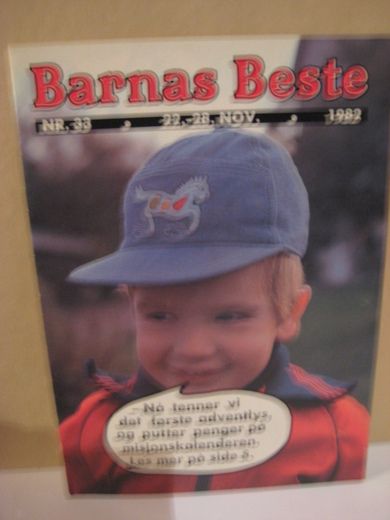 Barnas Beste
NR. 33 . 22.-28. NOV. . 1982
- Nå tenner vi
det første adventlys,
og putter penger på
misjonskalenderen.
Les mer på side 5.